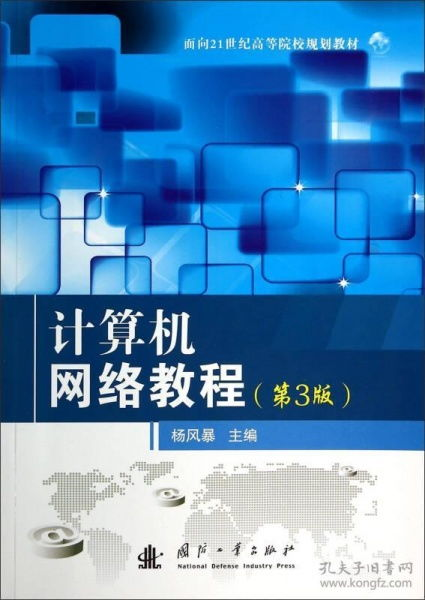 面向21世纪高等院校规划教材
计算机
网络教程(第3版)
杨风暴 主编
国防工业出版社
National Defense Industry Press
孔夫子旧书网
www.kongfz.com